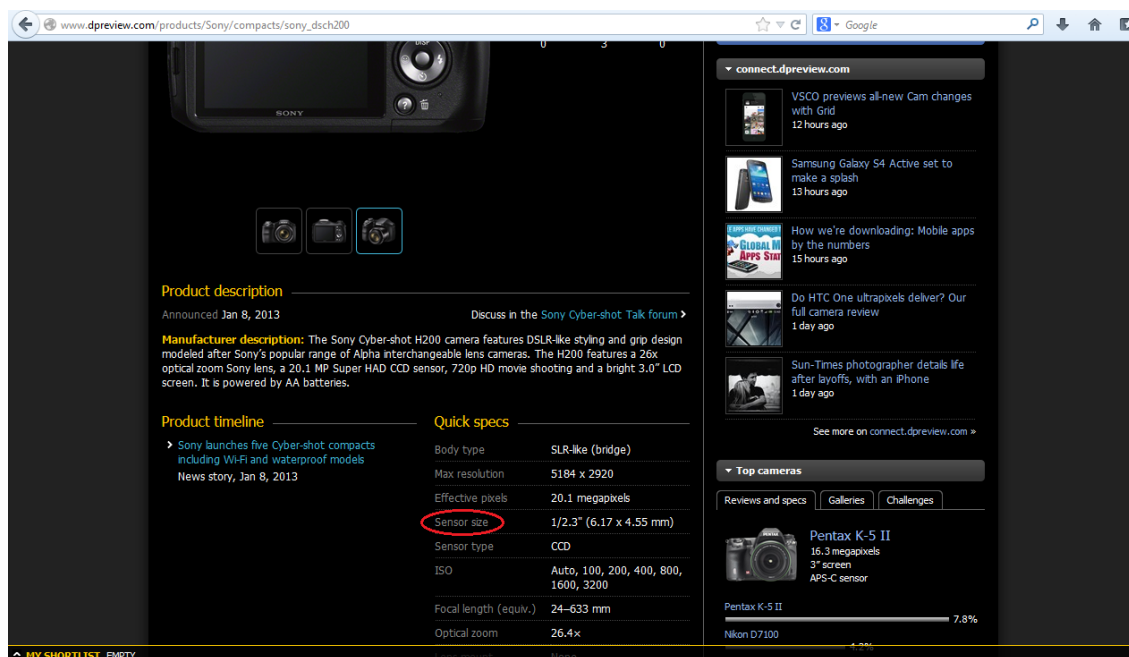 www.dpreview.com/products/Sony/compacts/sony_dsch200
Google
DISP
SONY
0 3 0
Product description
Announced Jan 8, 2013
Discuss in the Sony Cyber-shot Talk forum
Manufacturer description: The Sony Cyber-shot H200 camera features DSLR-like styling and grip design
modeled after Sony's popular range of Alpha interchangeable lens cameras. The H200 features a 26x
optical zoom Sony lens, a 20.1 MP Super HAD CCD sensor, 720p HD movie shooting and a bright 3.0" LCD
screen. It is powered by AA batteries.
Product timeline
Sony launches five Cyber-shot compacts
including Wi-Fi and waterproof models
News story, Jan 8, 2013
Quick specs
Body type SLR-like (bridge)
Max resolution 5184 x 2920
Effective pixels 20.1 megapixels
Sensor size 1/2.3" (6.17 x 4.55 mm)
Sensor type CCD
ISO Auto, 100, 200, 400, 800,
1600, 3200
Focal length (equiv.) 24–633 mm
Optical zoom 26.4×
Lens mount None
connect.dpreview.com
VSCO previews all-new Cam changes
with Grid
12 hours ago
Samsung Galaxy S4 Active set to
make a splash
13 hours ago
GLOBAL M
APPS STAT
How we're downloading: Mobile apps
by the numbers
15 hours ago
Do HTC One ultrapixels deliver? Our
full camera review
1 day ago
Sun-Times photographer details life
after layoffs, with an iPhone
1 day ago
See more on connect.dpreview.com »
Top cameras
Reviews and specs Galleries Challenges
PENTAX
Pentax K-5 II
16.3 megapixels
3" screen
APS-C sensor
Pentax K-5 II
7.8%
Nikon D7100
4.2%
MY SHORTLIST EMPTY